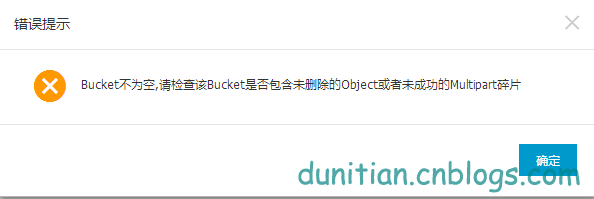 错误提示
Bucket不为空,请检查该Bucket是否包含未删除的Object或者未成功的Multipart碎片
确定
dunitian.cnblogs.com